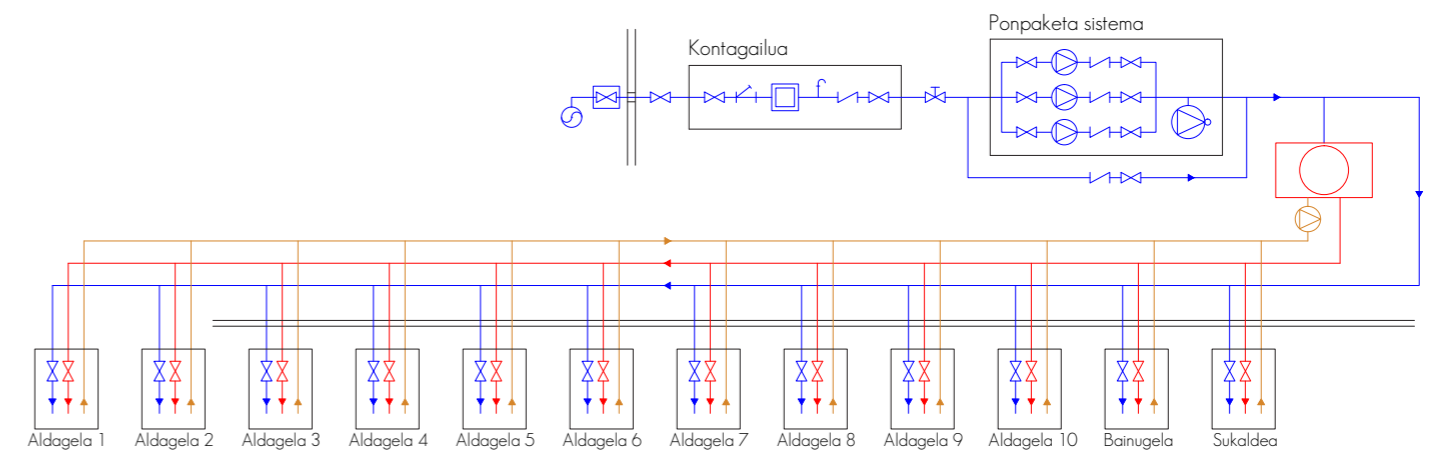 Ponpaketa sistema
Kontagailua
Aldagela 1
Aldagela 2
Aldagela 3
Aldagela 4
Aldagela 5
Aldagela 6
Aldagela 7
Aldagela 8
Aldagela 9
Aldagela 10
Bainugela
Sukaldea